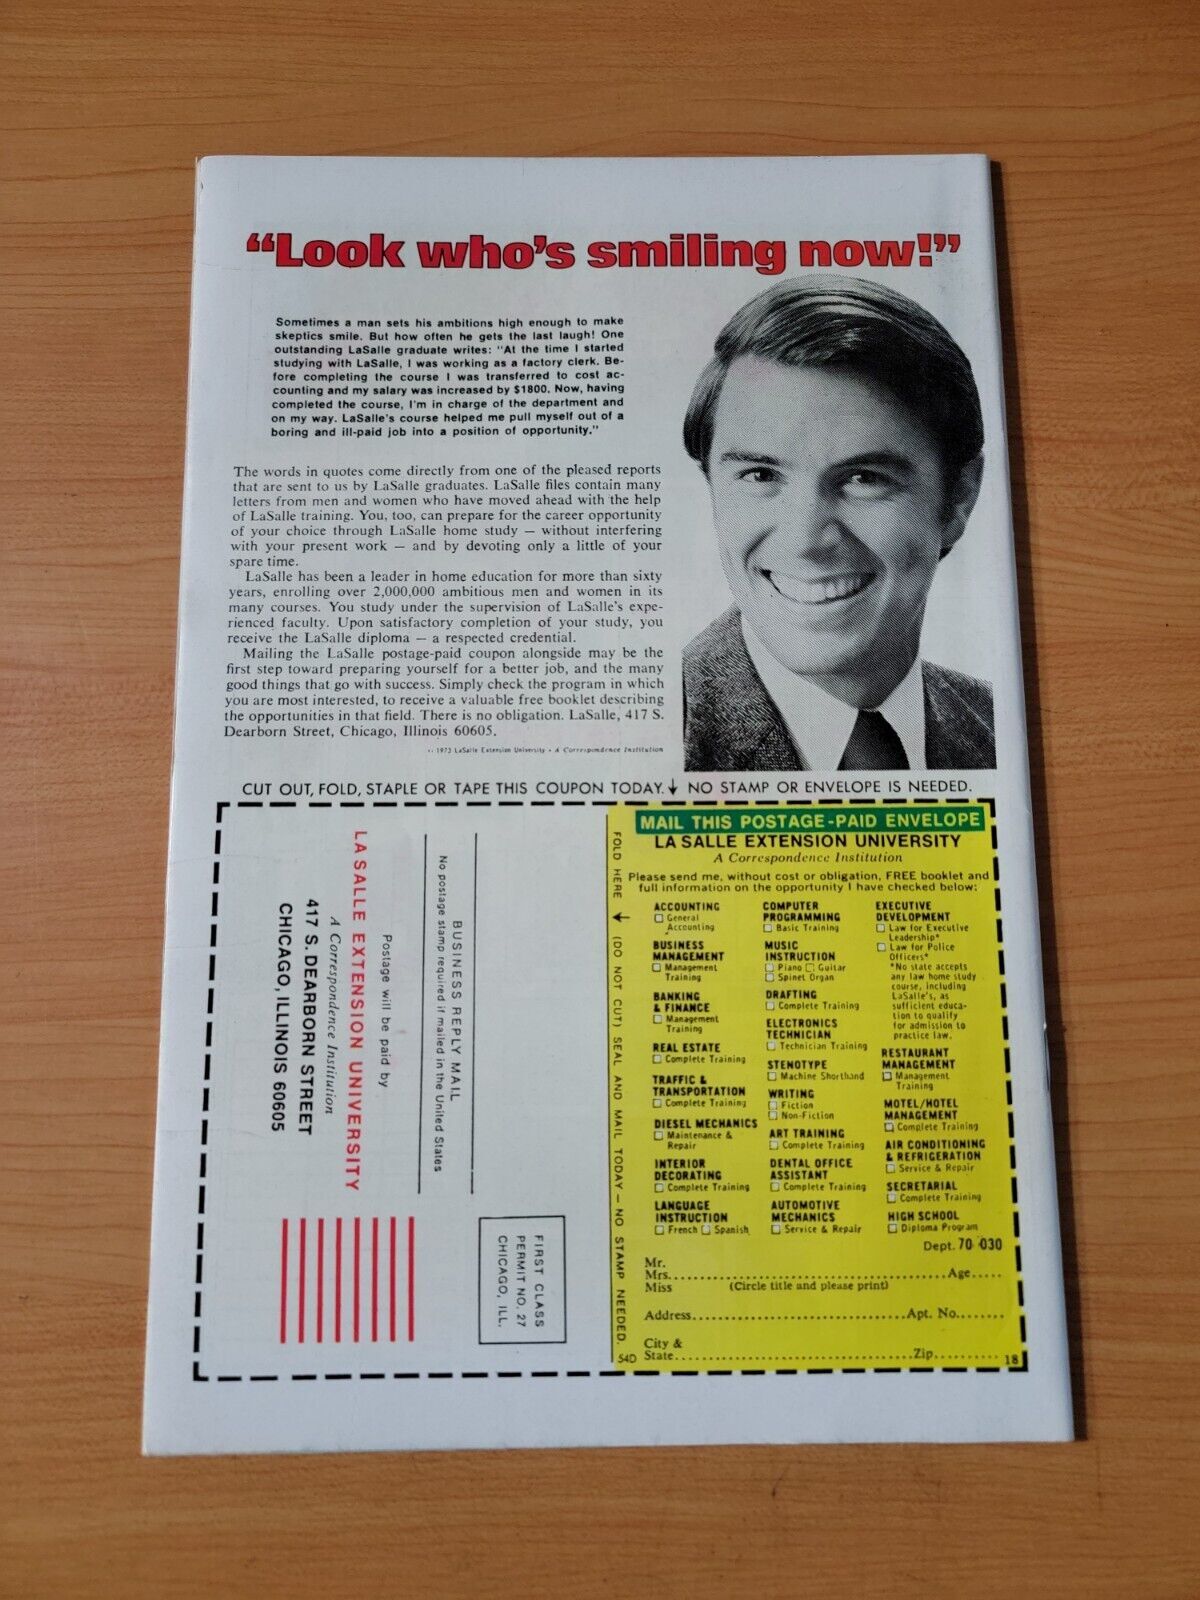 “Look who’s smiling now!”
Sometimes a man sets his ambitions high enough to make
skeptics smile. But how often he gets the last laugh! One
outstanding LaSalle graduate writes: "At the time I started
studying with LaSalle, I was working as a factory clerk. Be-
fore completing the course I was transferred to cost ac-
counting and my salary was increased by $1800. Now, having
completed the course, I'm in charge of the department and
on my way. LaSalle's course helped me pull myself out of a
boring and ill-paid job into a position of opportunity."
The words in quotes come directly from one of the pleased reports
that are sent to us by LaSalle graduates. LaSalle files contain many
letters from men and women who have moved ahead with the help
of LaSalle training. You, too, can prepare for the career opportunity
of your choice through LaSalle home study — without interfering
with your present work — and by devoting only a little of your
spare time.
LaSalle has been a leader in home education for more than sixty
years, enrolling over 2,000,000 ambitious men and women in its
many courses. You study under the supervision of LaSalle's expe-
rienced faculty. Upon satisfactory completion of your study, you
receive the LaSalle diploma — a respected credential.
Mailing the LaSalle postage-paid coupon alongside may be the
first step toward preparing yourself for a better job, and the many
good things that go with success. Simply check the program in which
you are most interested, to receive a valuable free booklet describing
the opportunities in that field. There is no obligation. LaSalle, 417 S.
Dearborn Street, Chicago, Illinois 60605.
© 1973 LaSalle Extension University • A Correspondence Institution
CUT OUT, FOLD, STAPLE OR TAPE THIS COUPON TODAY. ↓ NO STAMP OR ENVELOPE IS NEEDED.
FIRST CLASS
PERMIT NO. 27
CHICAGO, ILL.
BUSINESS REPLY MAIL
No postage stamp required if mailed in the United States
Postage will be paid by
LA SALLE EXTENSION UNIVERSITY
A Correspondence Institution
417 S. DEARBORN STREET
CHICAGO, ILLINOIS 60605
FOLD HERE ↓ (DO NOT CUT) SEAL AND MAIL TODAY — NO STAMP NEEDED.
MAIL THIS POSTAGE-PAID ENVELOPE
LA SALLE EXTENSION UNIVERSITY
A Correspondence Institution
Please send me, without cost or obligation, FREE booklet and
full information on the opportunity I have checked below:
ACCOUNTING
☐ General
Accounting
BUSINESS
MANAGEMENT
☐ Management
Training
BANKING
& FINANCE
☐ Management
Training
REAL ESTATE
☐ Complete Training
TRAFFIC &
TRANSPORTATION
☐ Complete Training
DIESEL MECHANICS
☐ Maintenance &
Repair
INTERIOR
DECORATING
☐ Complete Training
LANGUAGE
INSTRUCTION
☐ French ☐ Spanish
COMPUTER
PROGRAMMING
☐ Basic Training
MUSIC
INSTRUCTION
☐ Piano ☐ Guitar
☐ Spinet Organ
DRAFTING
☐ Complete Training
ELECTRONICS
TECHNICIAN
☐ Technician Training
STENOTYPE
☐ Machine Shorthand
WRITING
☐ Fiction
☐ Non-Fiction
ART TRAINING
☐ Complete Training
DENTAL OFFICE
ASSISTANT
☐ Complete Training
AUTOMOTIVE
MECHANICS
☐ Service & Repair
EXECUTIVE
DEVELOPMENT
☐ Law for Executive
Leadership*
☐ Law for Police
Officers*
*No state accepts
any law home study
course, including
LaSalle's, as
sufficient educa-
tion to qualify
for admission to
practice law.
RESTAURANT
MANAGEMENT
☐ Management
Training
MOTEL/HOTEL
MANAGEMENT
☐ Complete Training
AIR CONDITIONING
& REFRIGERATION
☐ Service & Repair
SECRETARIAL
☐ Complete Training
HIGH SCHOOL
☐ Diploma Program
Dept. 70-030
Mr.
Mrs. Age
Miss (Circle title and please print)
Address Apt. No.
City &
State Zip
54D 18